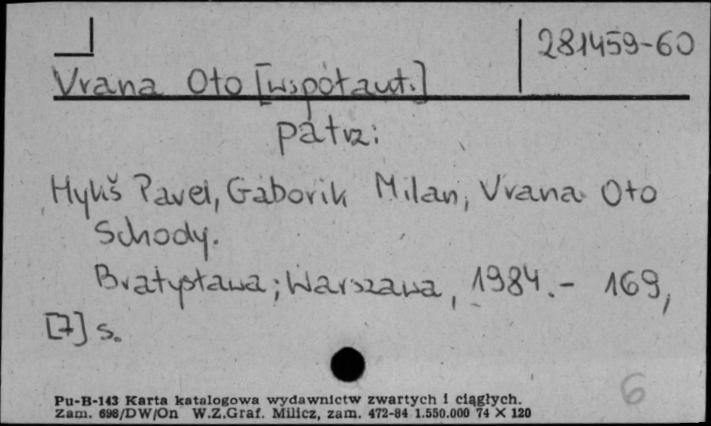 281459-60
Vrana Oto [współaut.]
patrz:
Hykš Pavel, Gáborik Milan, Vrana Oto
Schody.
Bratysława; Warszawa, 1984.- 169,
[7] s.
6
Pu-B-143 Karta katalogowa wydawnictw zwartych i ciągłych.
Zam. 698/DW/On W.Z.Graf. Milicz, zam. 472-84 1.550.000 74 X 120